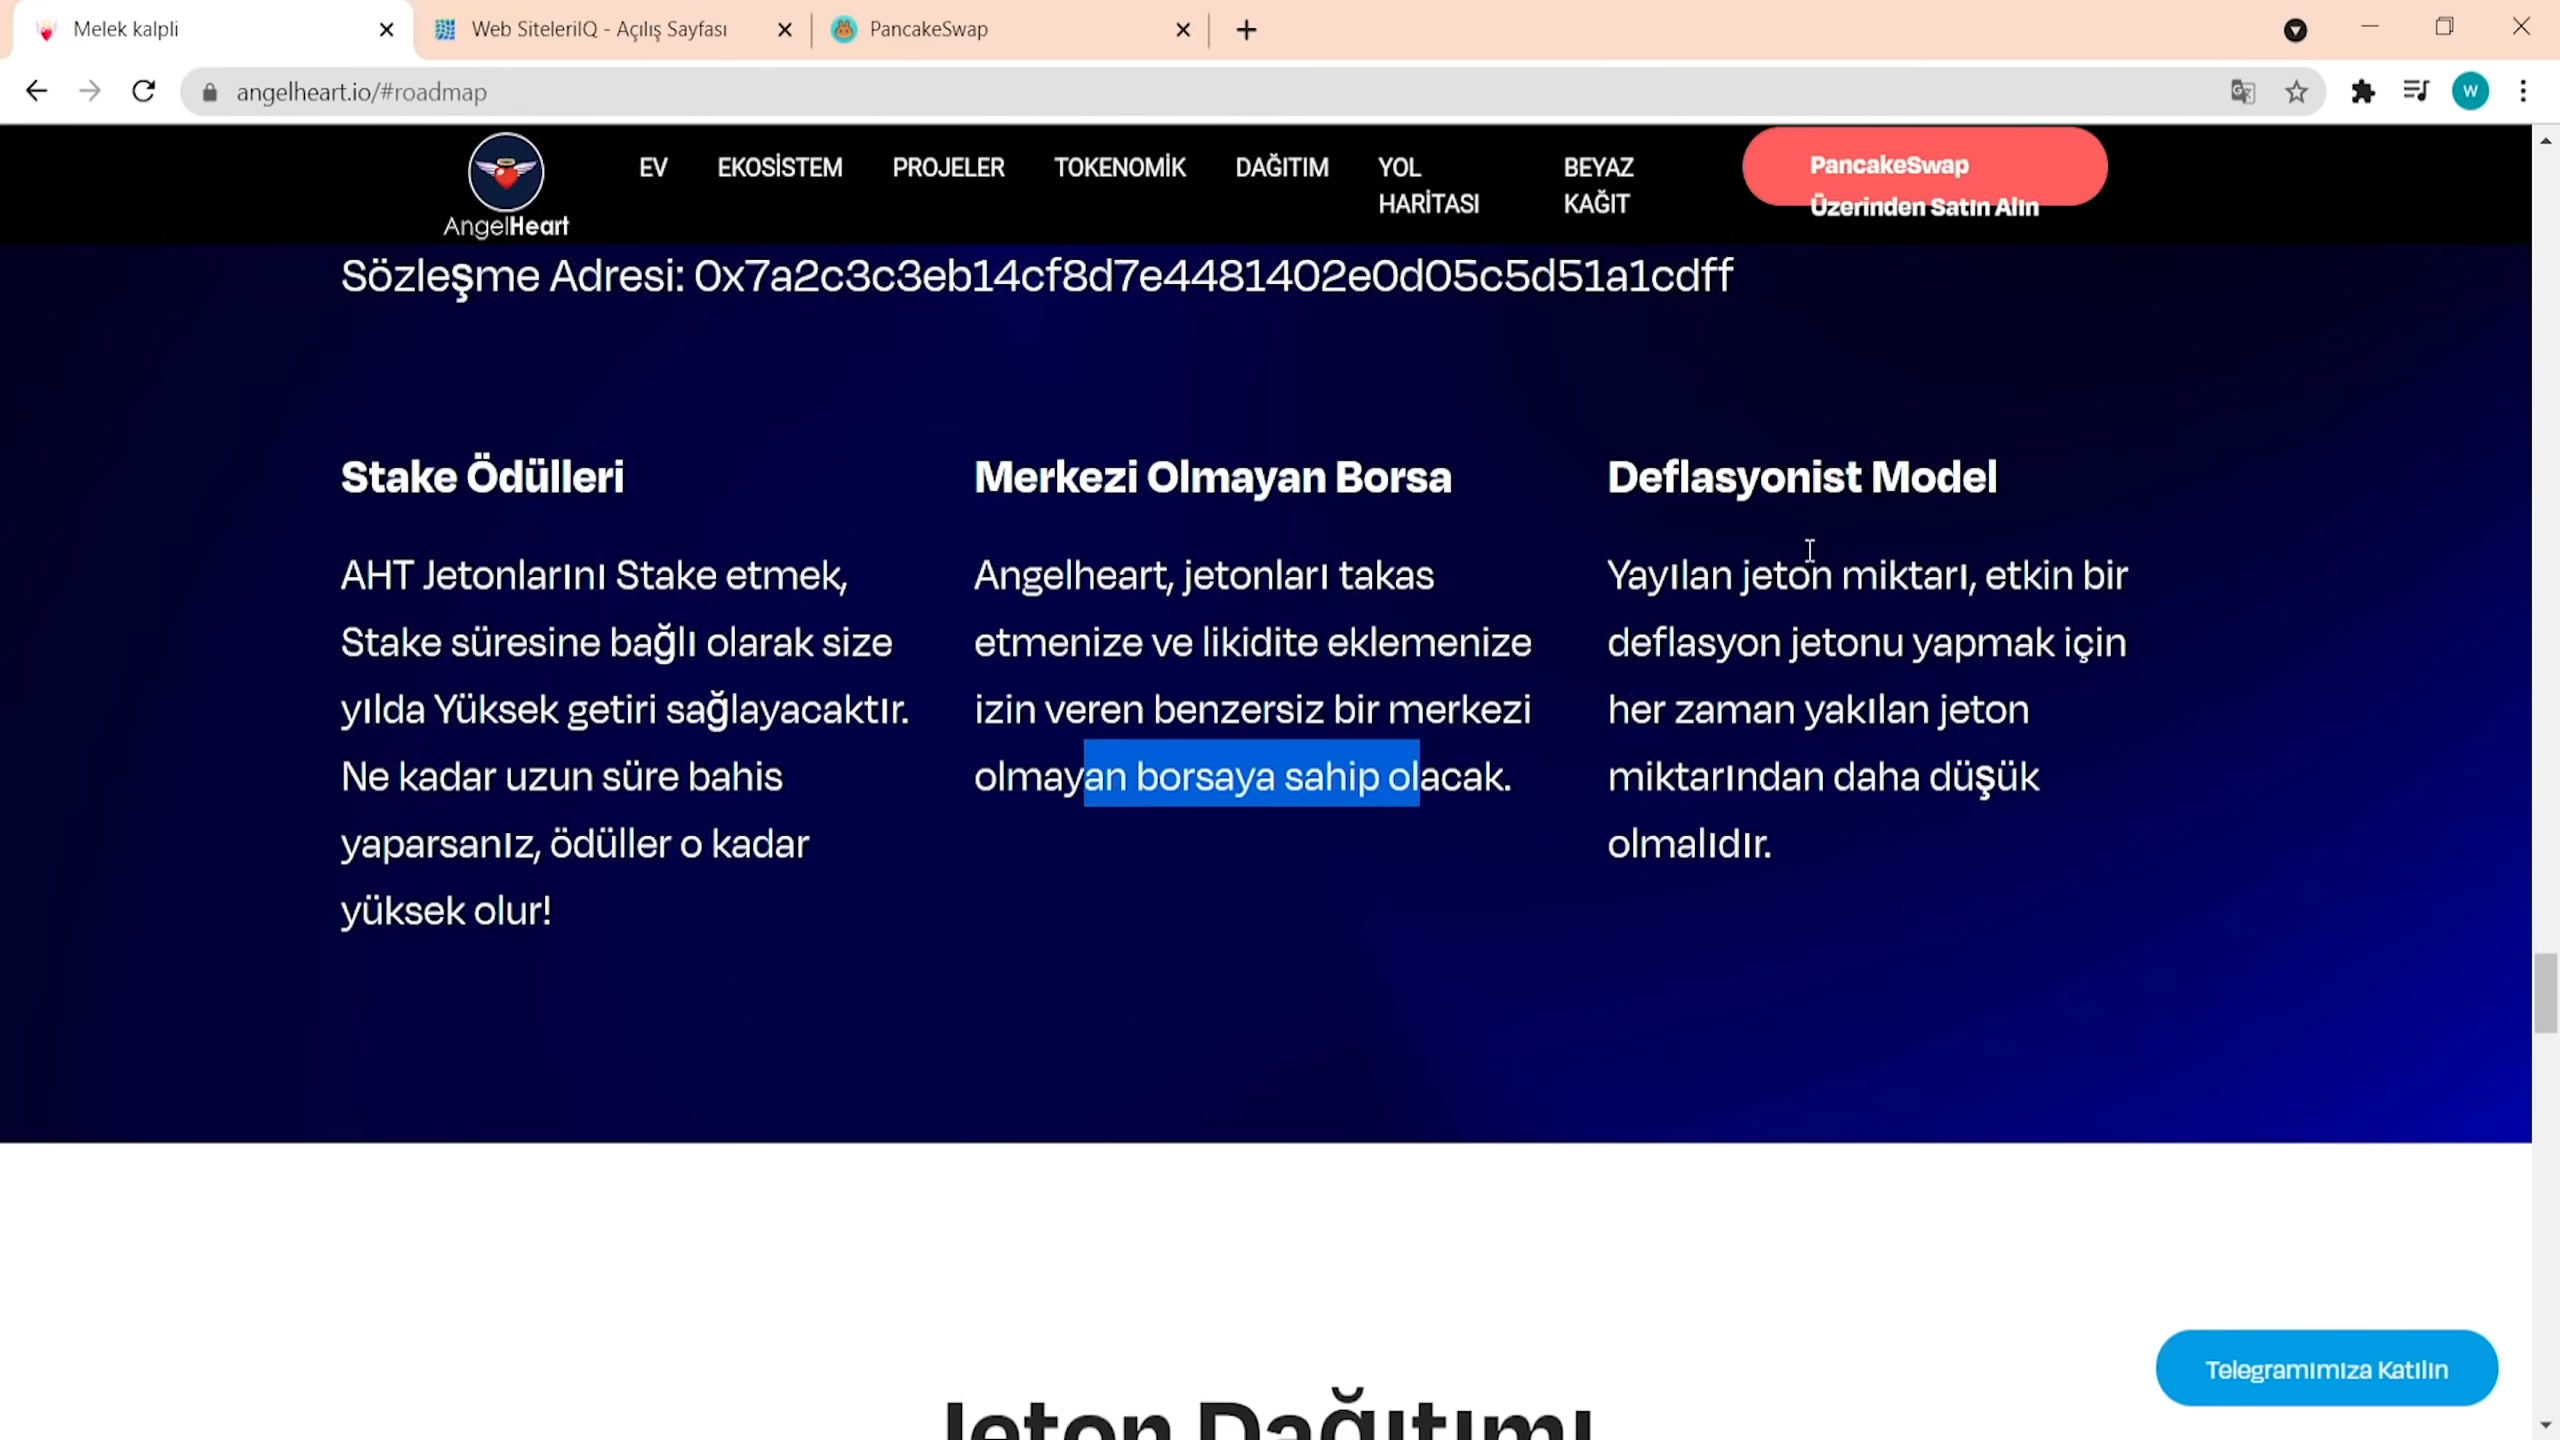 Melek kalpli
Web SiteleriIQ - Açılış Sayfası
PancakeSwap
angelheart.io/#roadmap
W
AngelHeart
EV
EKOSİSTEM
PROJELER
TOKENOMİK
DAĞITIM
YOL
HARİTASI
BEYAZ
KAĞIT
PancakeSwap
Üzerinden Satın Alın
Sözleşme Adresi: 0x7a2c3c3eb14cf8d7e4481402e0d05c5d51a1cdff
Stake Ödülleri
AHT Jetonlarını Stake etmek,
Stake süresine bağlı olarak size
yılda Yüksek getiri sağlayacaktır.
Ne kadar uzun süre bahis
yaparsanız, ödüller o kadar
yüksek olur!
Merkezi Olmayan Borsa
Angelheart, jetonları takas
etmenize ve likidite eklemenize
izin veren benzersiz bir merkezi
olmayan borsaya sahip olacak.
Deflasyonist Model
Yayılan jeton miktarı, etkin bir
deflasyon jetonu yapmak için
her zaman yakılan jeton
miktarından daha düşük
olmalıdır.
Jeton Dağıtımı
Telegramımıza Katılın